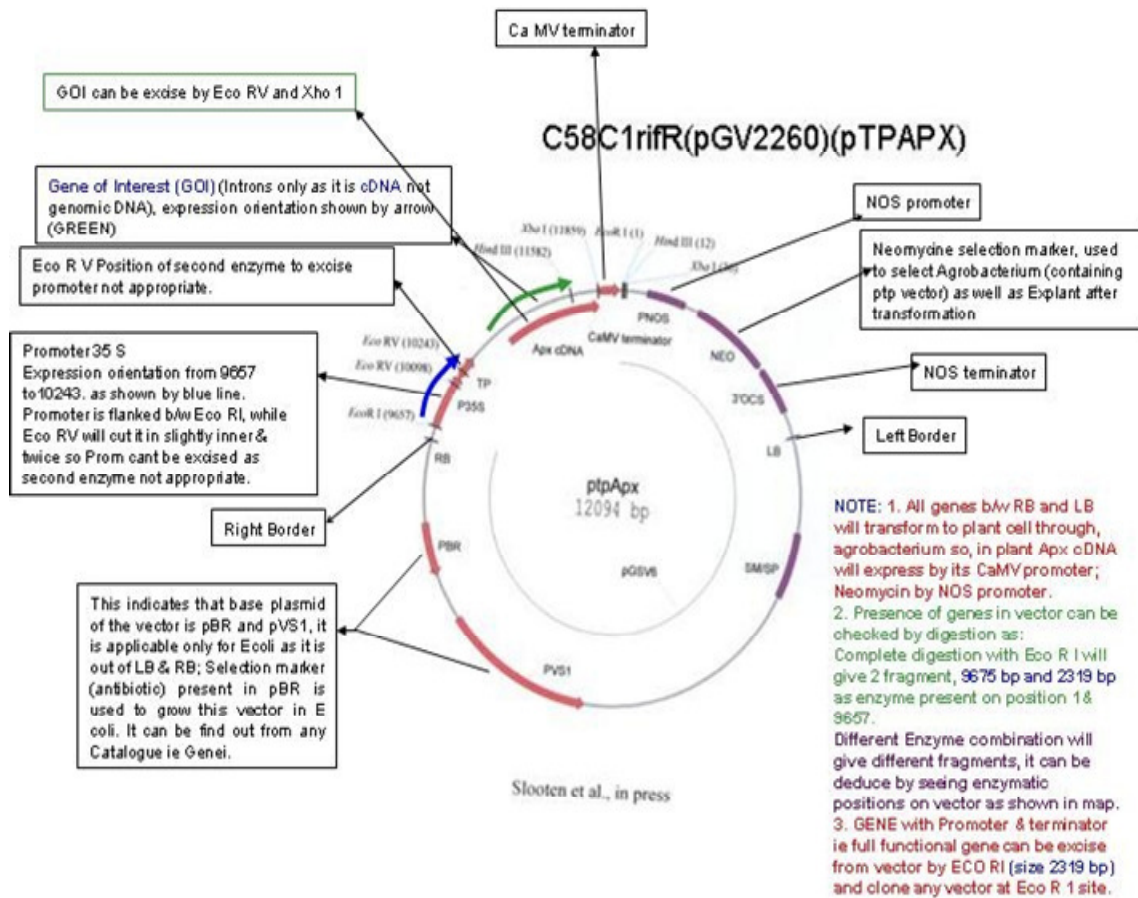 Ca MV terminator
GOI can be excise by Eco RV and Xho 1
C58C1rifR(pGV2260)(pTPAPX)
Gene of Interest (GOI) (Introns only as it is cDNA not
genomic DNA), expression orientation shown by arrow
(GREEN)
NOS promoter
Xba I (11859)
EcoR I (1)
Hind III (12)
Hind III (11582)
Eco R V Position of second enzyme to excise
promoter not appropriate.
Neomycine selection marker, used
to select Agrobacterium (containing
ptp vector) as well as Explant after
transformation
PNOS
CaMV terminator
Apx cDNA
NEO
Eco RV (10243)
Eco RV (10098)
TP
P35S
EcoR I (9657)
Promoter 35 S
Expression orientation from 9657
to10243. as shown by blue line.
Promoter is flanked b/w Eco RI, while
Eco RV will cut it in slightly inner &
twice so Prom cant be excised as
second enzyme not appropriate.
NOS terminator
3'OCS
Left Border
LB
RB
Right Border
ptpApx
12094 bp
PBR
pGSV6
SM/SP
PVS1
This indicates that base plasmid
of the vector is pBR and pVS1, it
is applicable only for Ecoli as it is
out of LB & RB; Selection marker
(antibiotic) present in pBR is
used to grow this vector in E
coli. It can be find out from any
Catalogue ie Genei.
Slooten et al., in press
NOTE: 1. All genes b/w RB and LB
will transform to plant cell through,
agrobacterium so, in plant Apx cDNA
will express by its CaMV promoter;
Neomycin by NOS promoter.
2. Presence of genes in vector can be
checked by digestion as:
Complete digestion with Eco R I will
give 2 fragment, 9675 bp and 2319 bp
as enzyme present on position 1&
9657.
Different Enzyme combination will
give different fragments, it can be
deduce by seeing enzymatic
positions on vector as shown in map.
3. GENE with Promoter & terminator
ie full functional gene can be excise
from vector by ECO RI (size 2319 bp)
and clone any vector at Eco R 1 site.